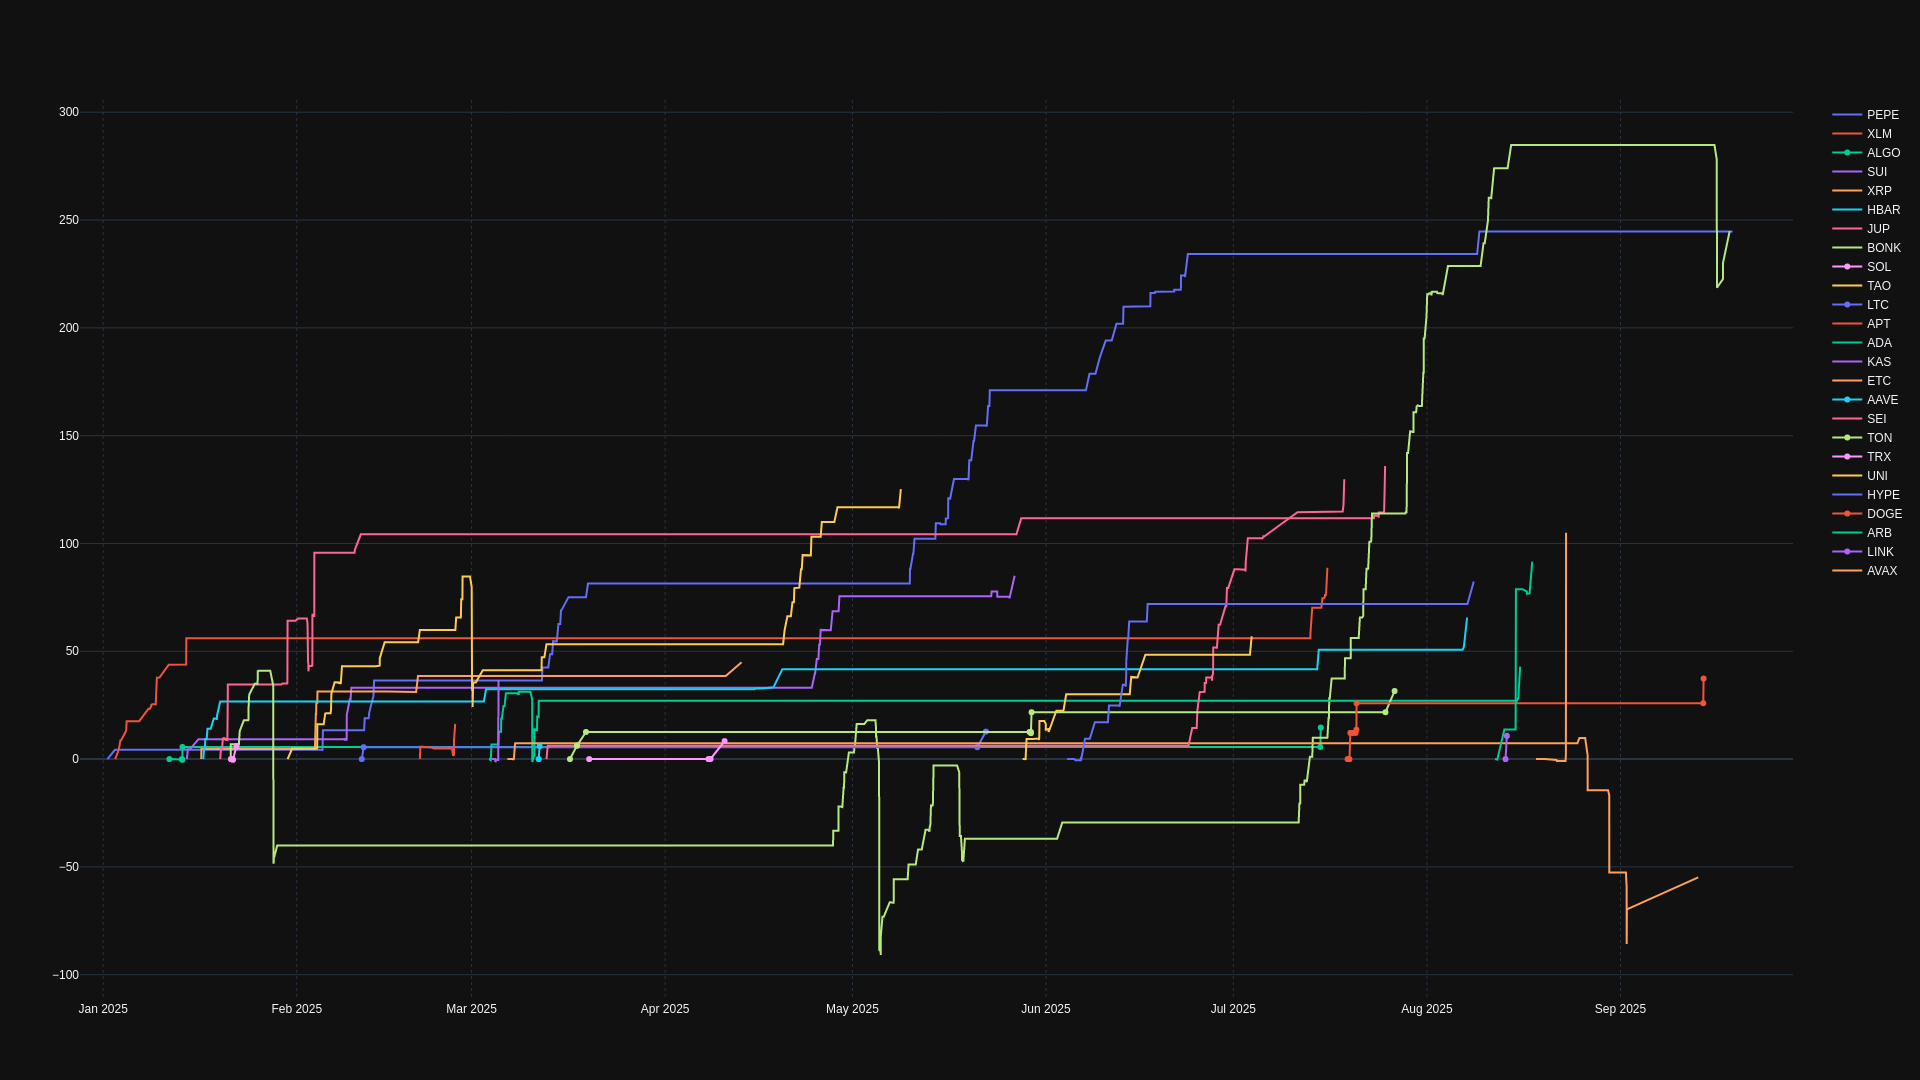 300
250
200
150
100
50
0
−50
−100
Jan 2025
Feb 2025
Mar 2025
Apr 2025
May 2025
Jun 2025
Jul 2025
Aug 2025
Sep 2025
PEPE
XLM
ALGO
SUI
XRP
HBAR
JUP
BONK
SOL
TAO
LTC
APT
ADA
KAS
ETC
AAVE
SEI
TON
TRX
UNI
HYPE
DOGE
ARB
LINK
AVAX